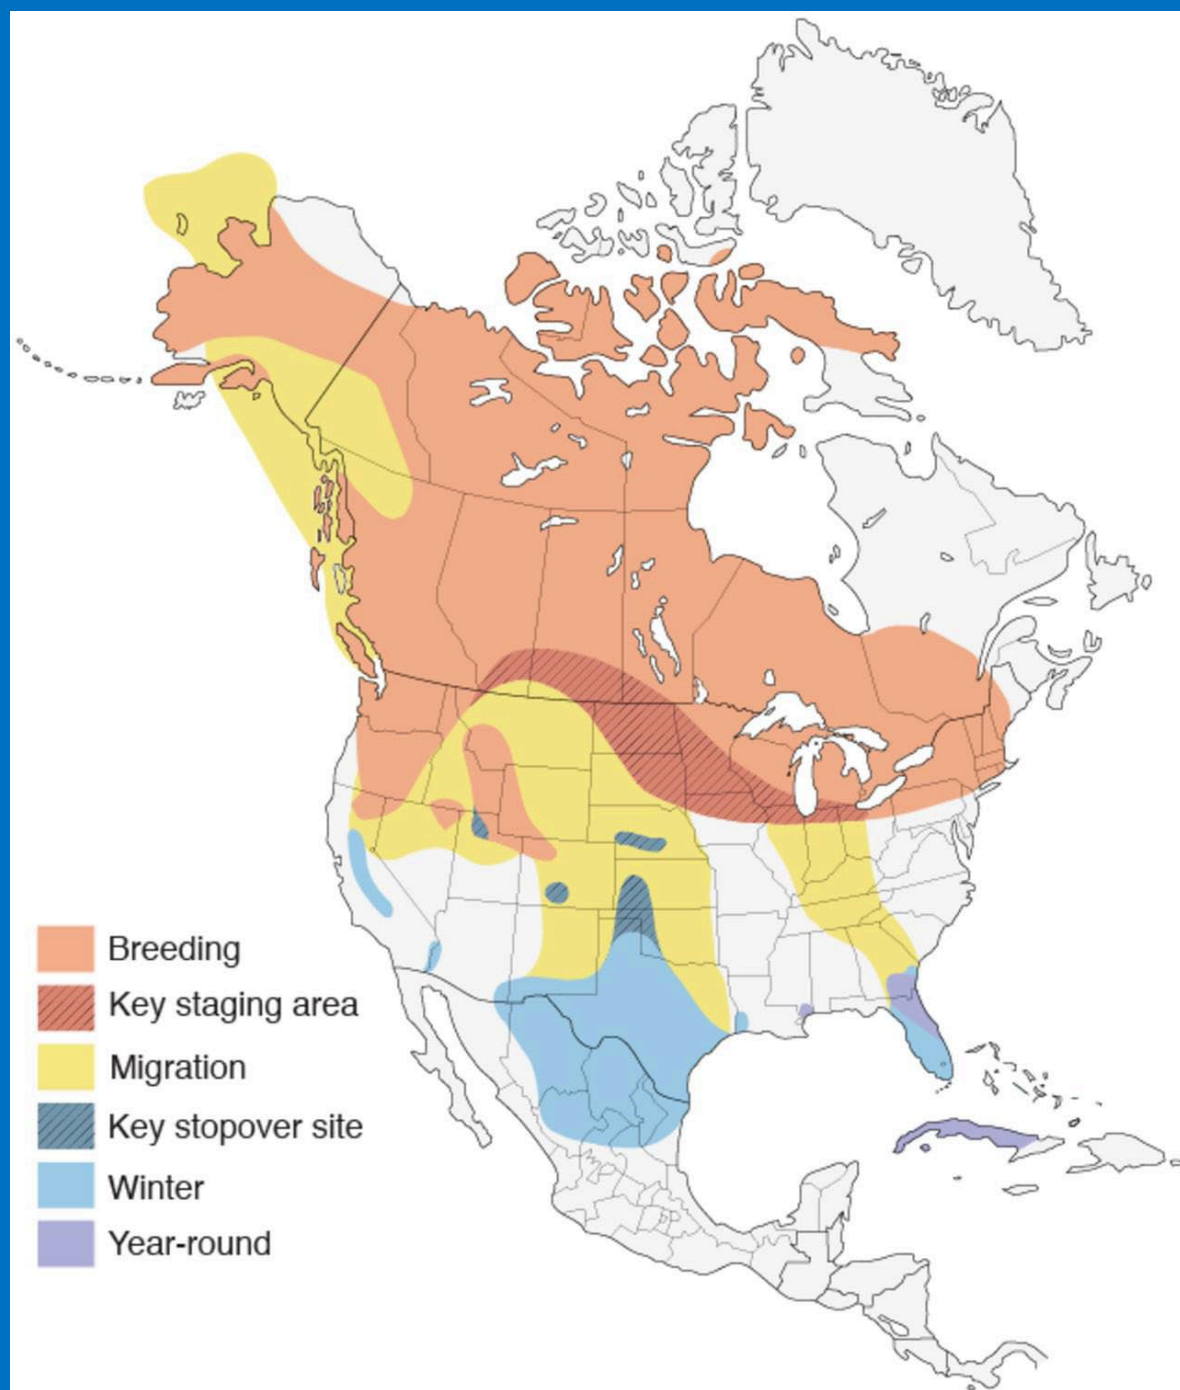 Breeding
Key staging area
Migration
Key stopover site
Winter
Year-round